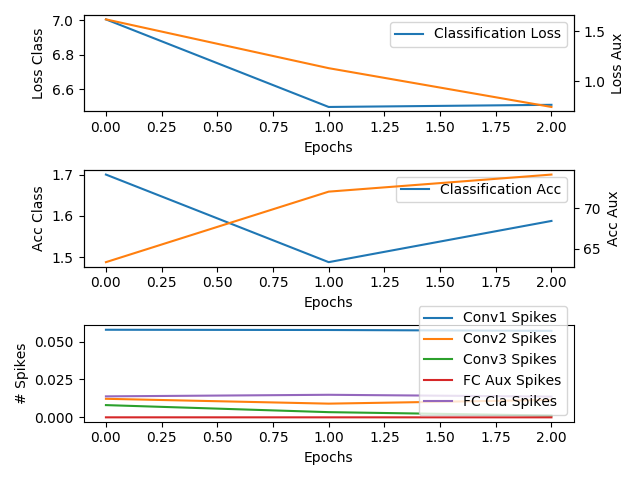 7.0
6.8
6.6
Loss Class
Classification Loss
1.5
1.0
Loss Aux
0.00 0.25 0.50 0.75 1.00 1.25 1.50 1.75 2.00
Epochs
1.7
1.6
1.5
Acc Class
Classification Acc
70
65
Acc Aux
0.00 0.25 0.50 0.75 1.00 1.25 1.50 1.75 2.00
Epochs
0.050
0.025
0.000
# Spikes
Conv1 Spikes
Conv2 Spikes
Conv3 Spikes
FC Aux Spikes
FC Cla Spikes
0.00 0.25 0.50 0.75 1.00 1.25 1.50 1.75 2.00
Epochs